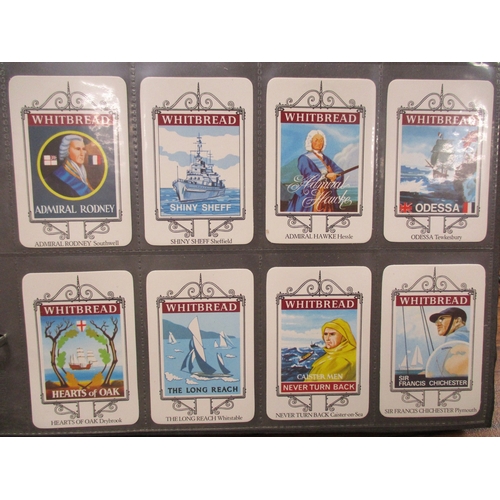 WHITBREAD
ADMIRAL RODNEY
ADMIRAL RODNEY Southwell
WHITBREAD
SHINY SHEFF
SHINY SHEFF Sheffield
WHITBREAD
Admiral
Hawke
ADMIRAL HAWKE Hessle
WHITBREAD
ODESSA
ODESSA Tewkesbury
WHITBREAD
HEARTS of OAK
HEARTS OF OAK Drybrook
WHITBREAD
THE LONG REACH
THE LONG REACH Whitstable
WHITBREAD
CAISTER MEN
NEVER TURN BACK
NEVER TURN BACK Caister on Sea
WHITBREAD
SIR
FRANCIS CHICHESTER
SIR FRANCIS CHICHESTER Plymouth